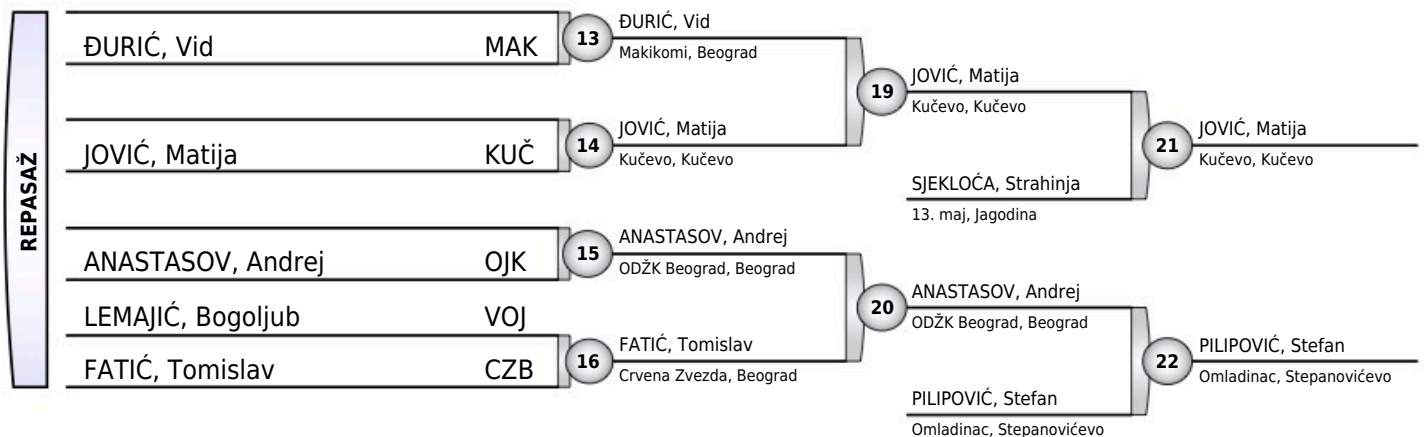 REPASAŽ
ĐURIĆ, Vid MAK
JOVIĆ, Matija KUČ
ANASTASOV, Andrej OJK
LEMAJIĆ, Bogoljub VOJ
FATIĆ, Tomislav CZB
13
ĐURIĆ, Vid
Makikomi, Beograd
14
JOVIĆ, Matija
Kučevo, Kučevo
15
ANASTASOV, Andrej
ODŽK Beograd, Beograd
16
FATIĆ, Tomislav
Crvena Zvezda, Beograd
19
JOVIĆ, Matija
Kučevo, Kučevo
SJEKLOĆA, Strahinja
13. maj, Jagodina
20
ANASTASOV, Andrej
ODŽK Beograd, Beograd
PILIPOVIĆ, Stefan
Omladinac, Stepanovićevo
21
JOVIĆ, Matija
Kučevo, Kučevo
22
PILIPOVIĆ, Stefan
Omladinac, Stepanovićevo